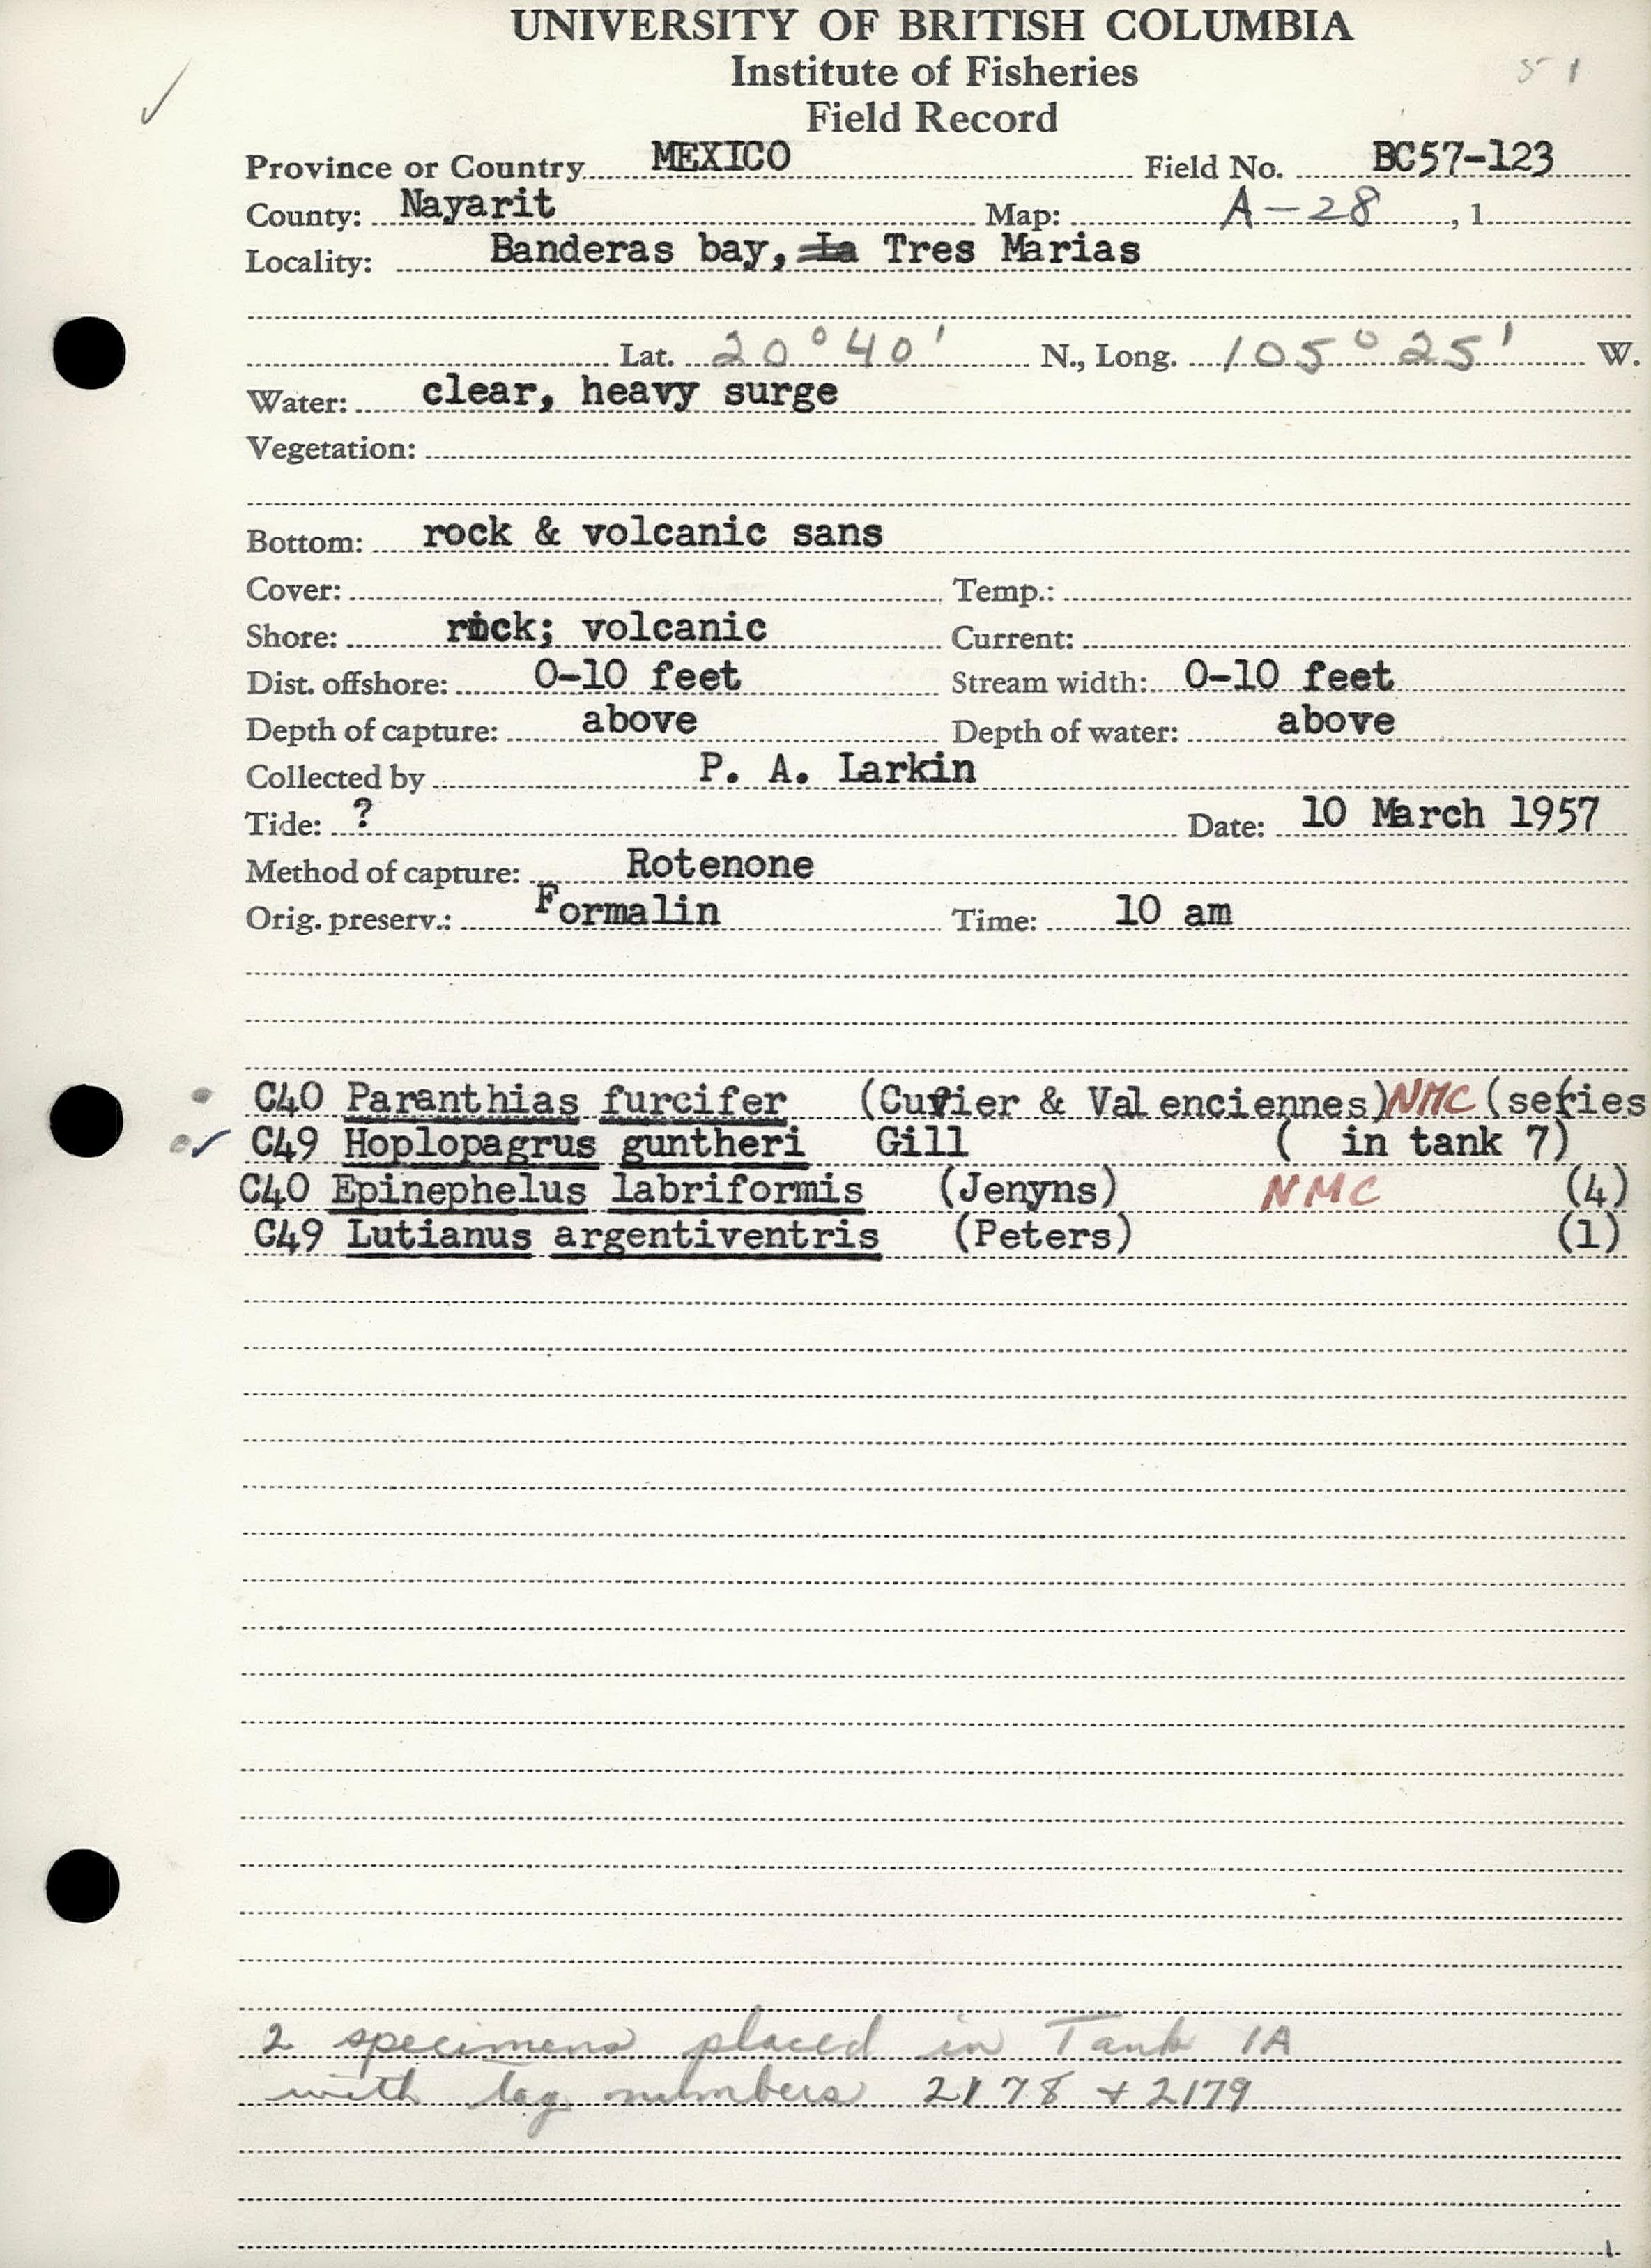 UNIVERSITY OF BRITISH COLUMBIA
Institute of Fisheries
51
Field Record
Province or Country MEXICO Field No. BC57-123
County: Nayarit Map: A-28, 1
Locality: Banderas bay, La Tres Marias
Lat. 20°40' N., Long. 105°25' W.
Water: clear, heavy surge
Vegetation:
Bottom: rock & volcanic sans
Cover: Temp.:
Shore: rock; volcanic Current:
Dist. offshore: 0-10 feet Stream width: 0-10 feet
Depth of capture: above Depth of water: above
Collected by P. A. Larkin
Tide: ? Date: 10 March 1957
Method of capture: Rotenone
Orig. preserv.: Formalin Time: 10 am
C40 Paranthias furcifer (Cuvier & Val enciennes) NMC (series
C49 Hoplopagrus guntheri Gill ( in tank 7)
C40 Epinephelus labriformis (Jenyns) NMC (4)
C49 Lutianus argentiventris (Peters) (1)
2 specimens placed in Tank 1A
with tag numbers 2178 + 2179